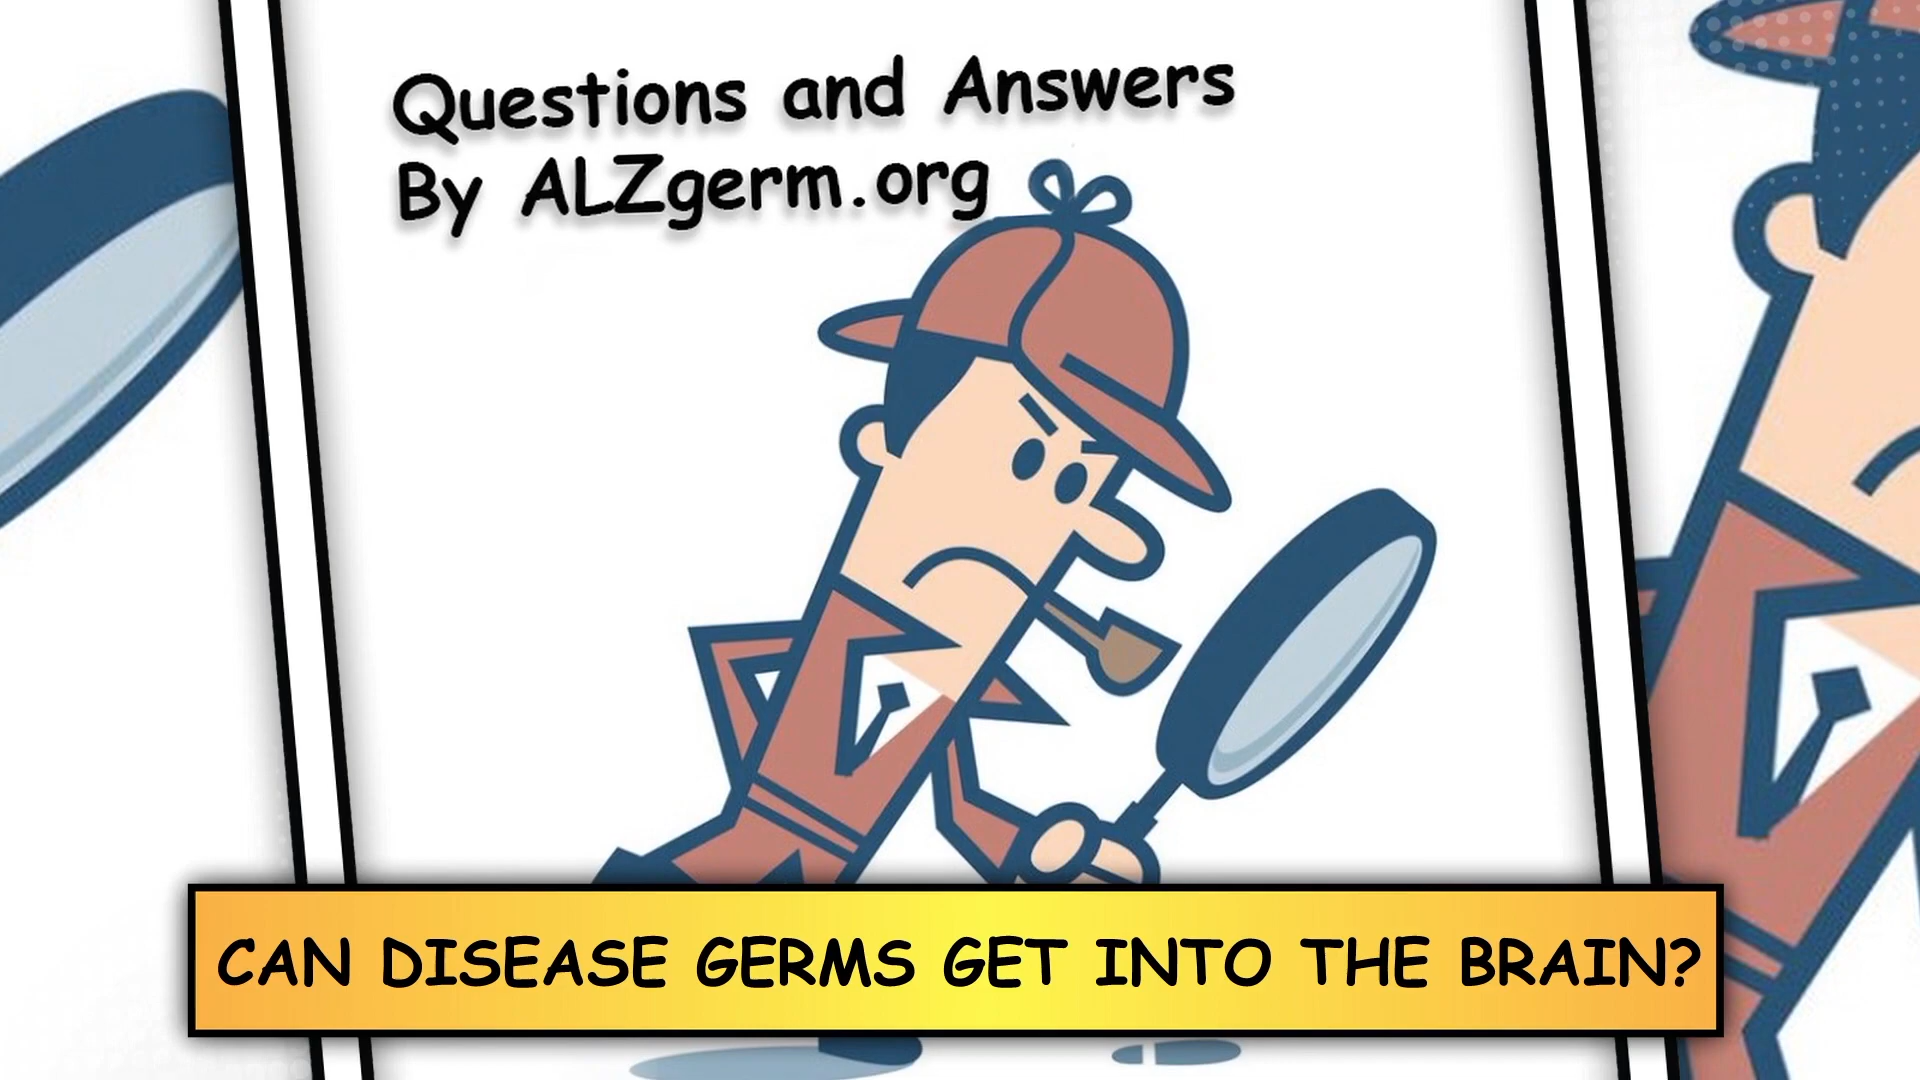 Questions and Answers
By ALZgerm.org
CAN DISEASE GERMS GET INTO THE BRAIN?